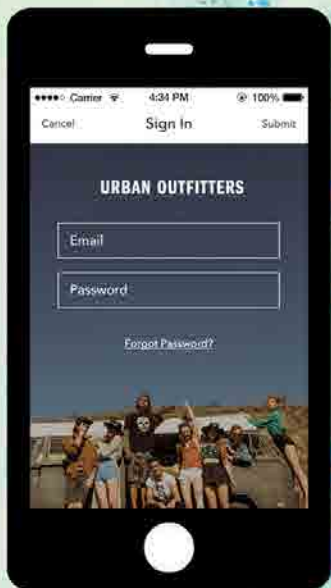 Carrier 4:34 PM 100%
Cancel Sign In Submit
URBAN OUTFITTERS
Email
Password
Forgot Password?